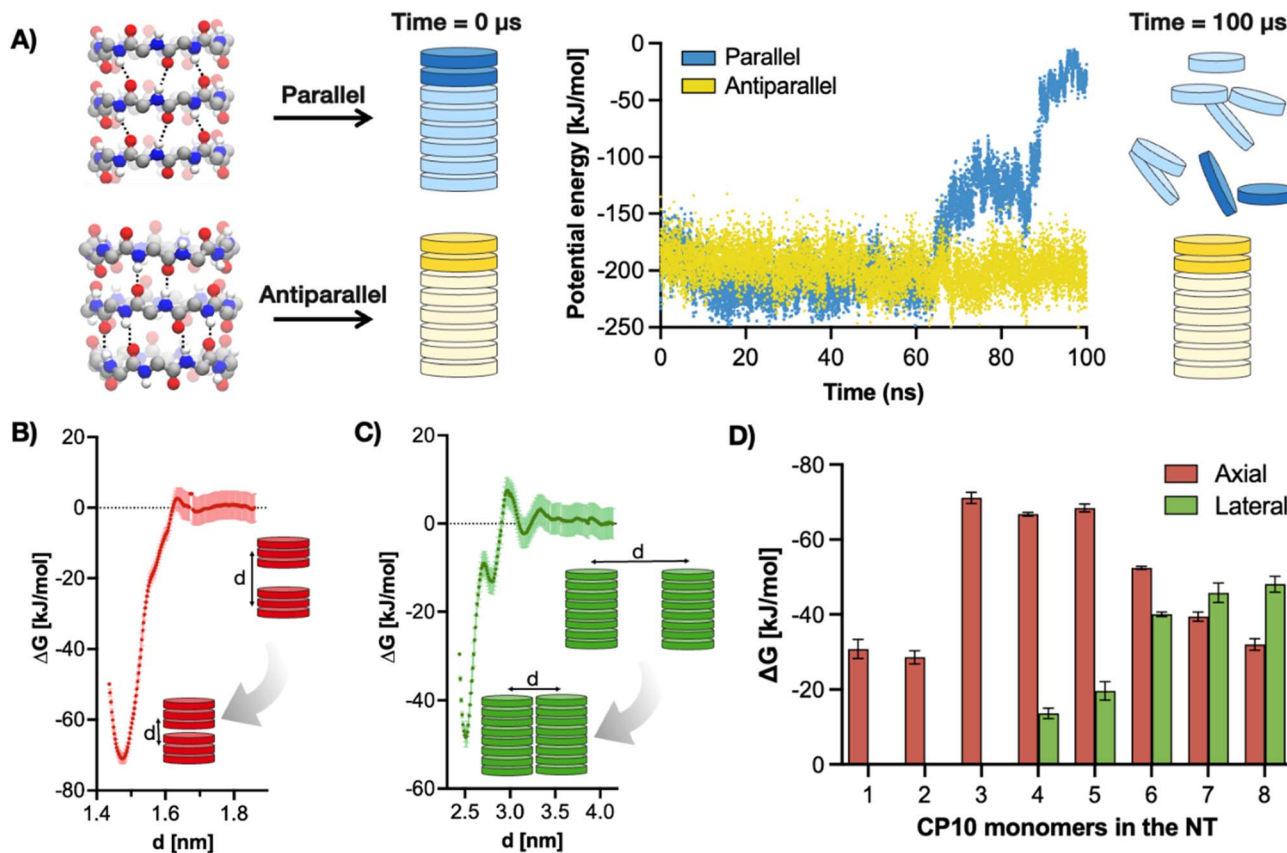 A)
Parallel
Antiparallel
Time = 0 µs
Potential energy [kJ/mol]
0
-50
-100
-150
-200
-250
Parallel
Antiparallel
0 20 40 60 80 100
Time (ns)
Time = 100 µs
B)
ΔG [kJ/mol]
20
0
-20
-40
-60
-80
d
d
1.4 1.6 1.8
d [nm]
C)
ΔG [kJ/mol]
20
0
-20
-40
-60
d
d
2.5 3.0 3.5 4.0
d [nm]
D)
ΔG [kJ/mol]
-80
-60
-40
-20
0
Axial
Lateral
1 2 3 4 5 6 7 8
CP10 monomers in the NT